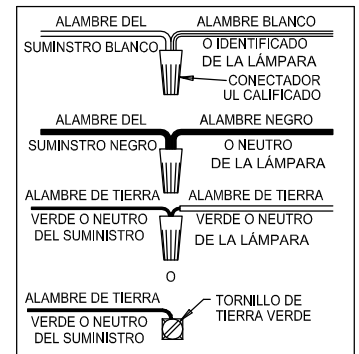 ALAMBRE DEL ALAMBRE BLANCO
SUMINSTRO BLANCO O IDENTIFICADO
DE LA LÁMPARA
CONECTADOR
UL CALIFICADO
ALAMBRE DEL ALAMBRE NEGRO
SUMINSTRO NEGRO O NEUTRO
DE LA LÁMPARA
ALAMBRE DE TIERRA ALAMBRE DE TIERRA
VERDE O NEUTRO VERDE O NEUTRO
DEL SUMINISTRO DE LA LÁMPARA
O
ALAMBRE DE TIERRA TORNILLO DE
VERDE O NEUTRO TIERRA VERDE
DEL SUMINISTRO